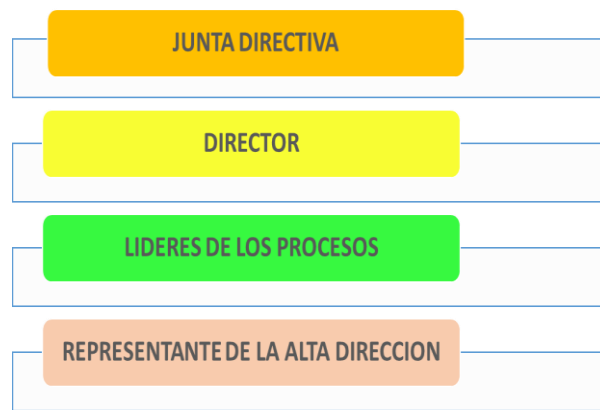 JUNTA DIRECTIVA
DIRECTOR
LIDERES DE LOS PROCESOS
REPRESENTANTE DE LA ALTA DIRECCION